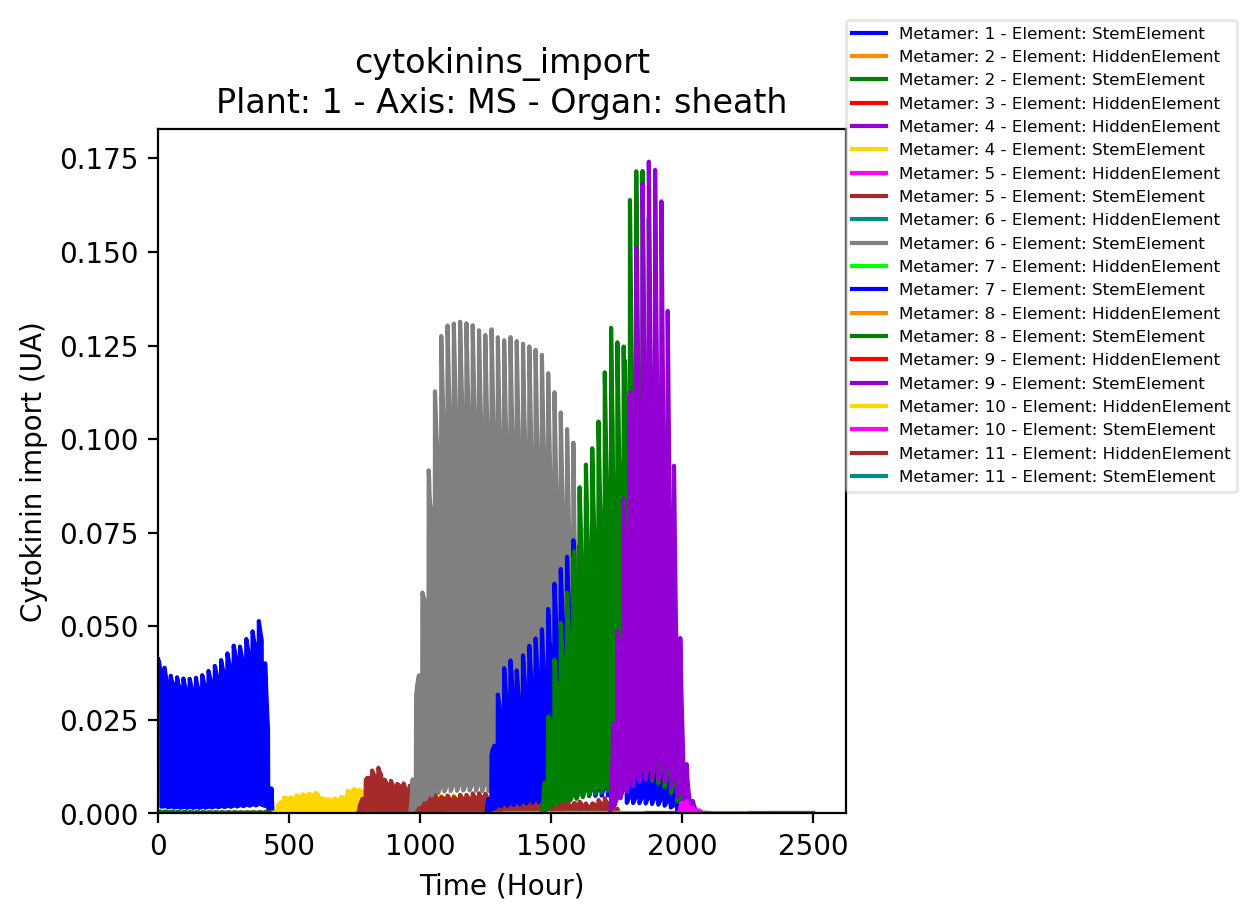 cytokinins_import
Plant: 1 - Axis: MS - Organ: sheath
Metamer: 1 - Element: StemElement
Metamer: 2 - Element: HiddenElement
Metamer: 2 - Element: StemElement
Metamer: 3 - Element: HiddenElement
Metamer: 4 - Element: HiddenElement
Metamer: 4 - Element: StemElement
Metamer: 5 - Element: HiddenElement
Metamer: 5 - Element: StemElement
Metamer: 6 - Element: HiddenElement
Metamer: 6 - Element: StemElement
Metamer: 7 - Element: HiddenElement
Metamer: 7 - Element: StemElement
Metamer: 8 - Element: HiddenElement
Metamer: 8 - Element: StemElement
Metamer: 9 - Element: HiddenElement
Metamer: 9 - Element: StemElement
Metamer: 10 - Element: HiddenElement
Metamer: 10 - Element: StemElement
Metamer: 11 - Element: HiddenElement
Metamer: 11 - Element: StemElement
Cytokinin import (UA)
0.175
0.150
0.125
0.100
0.075
0.050
0.025
0.000
0 500 1000 1500 2000 2500
Time (Hour)